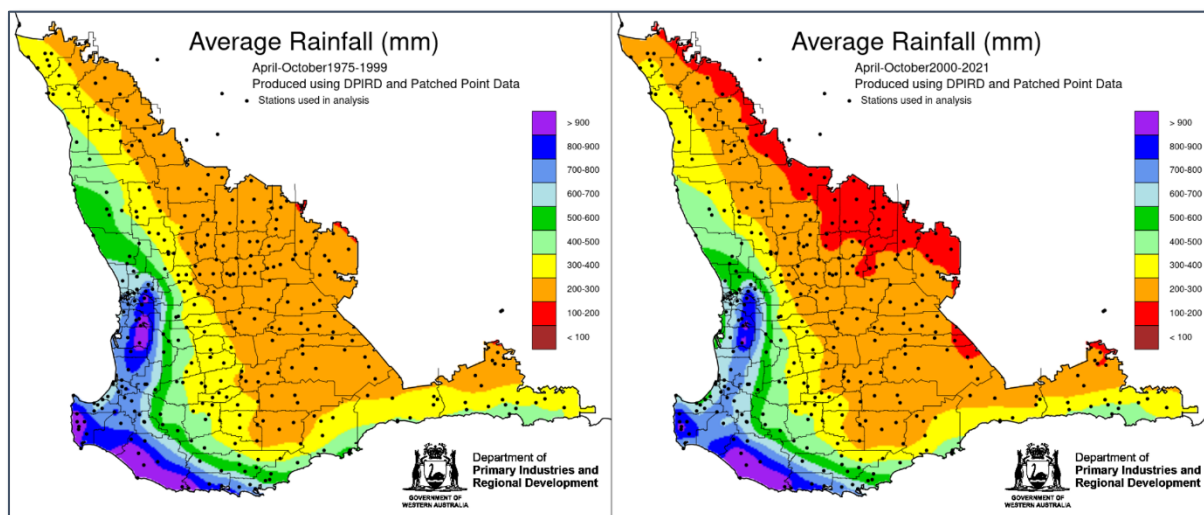 Average Rainfall (mm)
April-October1975-1999
Produced using DPIRD and Patched Point Data
• Stations used in analysis
> 900
800-900
700-800
600-700
500-600
400-500
300-400
200-300
100-200
< 100
GOVERNMENT OF
WESTERN AUSTRALIA
Department of
Primary Industries and
Regional Development
Average Rainfall (mm)
April-October2000-2021
Produced using DPIRD and Patched Point Data
• Stations used in analysis
> 900
800-900
700-800
600-700
500-600
400-500
300-400
200-300
100-200
< 100
GOVERNMENT OF
WESTERN AUSTRALIA
Department of
Primary Industries and
Regional Development